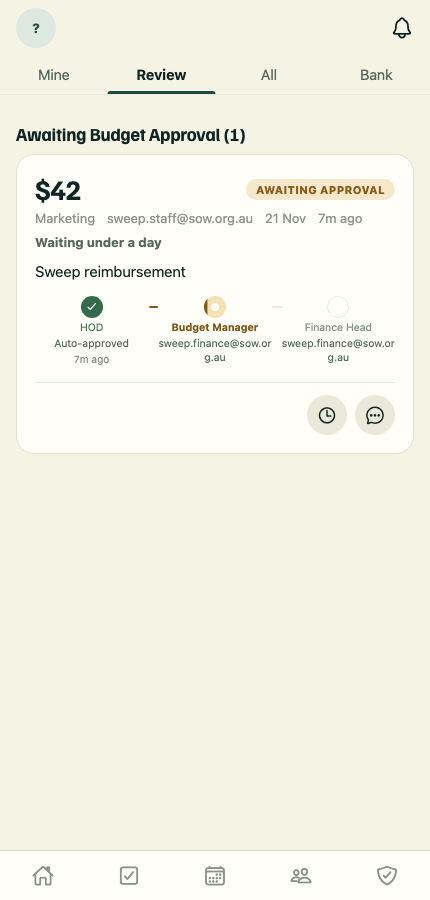 ?
Mine Review All Bank
Awaiting Budget Approval (1)
$42 AWAITING APPROVAL
Marketing sweep.staff@sow.org.au 21 Nov 7m ago
Waiting under a day
Sweep reimbursement
HOD Budget Manager Finance Head
Auto-approved sweep.finance@sow.or sweep.finance@sow.or
7m ago g.au g.au